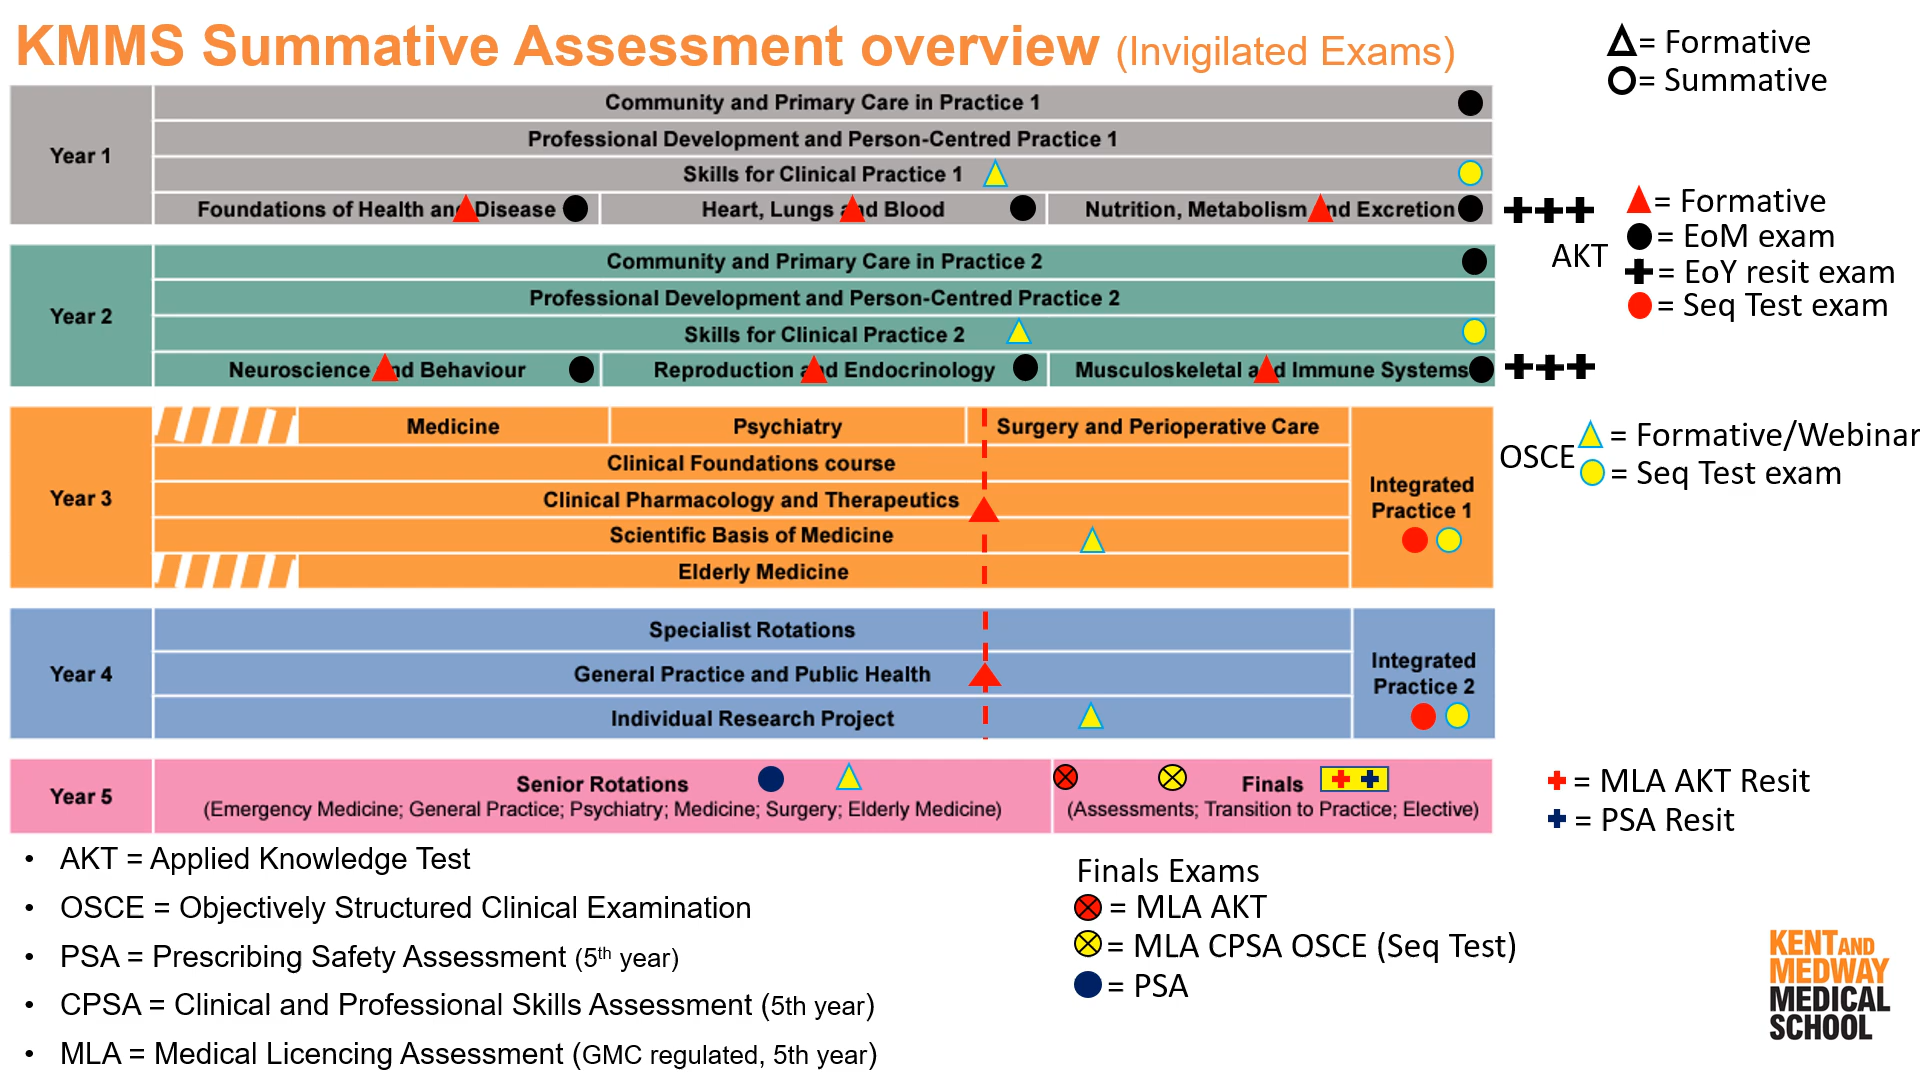 KMMS Summative Assessment overview (Invigilated Exams)
= Formative
= Summative
Year 1
Community and Primary Care in Practice 1
Professional Development and Person-Centred Practice 1
Skills for Clinical Practice 1
Foundations of Health and Disease
Heart, Lungs and Blood
Nutrition, Metabolism and Excretion
AKT
= Formative
= EoM exam
= EoY resit exam
= Seq Test exam
Year 2
Community and Primary Care in Practice 2
Professional Development and Person-Centred Practice 2
Skills for Clinical Practice 2
Neuroscience and Behaviour
Reproduction and Endocrinology
Musculoskeletal and Immune Systems
Year 3
Medicine
Psychiatry
Surgery and Perioperative Care
Clinical Foundations course
Clinical Pharmacology and Therapeutics
Scientific Basis of Medicine
Elderly Medicine
Integrated
Practice 1
OSCE
= Formative/Webinar
= Seq Test exam
Year 4
Specialist Rotations
General Practice and Public Health
Individual Research Project
Integrated
Practice 2
Year 5
Senior Rotations
(Emergency Medicine; General Practice; Psychiatry; Medicine; Surgery; Elderly Medicine)
Finals
(Assessments; Transition to Practice; Elective)
= MLA AKT Resit
= PSA Resit
• AKT = Applied Knowledge Test
• OSCE = Objectively Structured Clinical Examination
• PSA = Prescribing Safety Assessment (5th year)
• CPSA = Clinical and Professional Skills Assessment (5th year)
• MLA = Medical Licencing Assessment (GMC regulated, 5th year)
Finals Exams
= MLA AKT
= MLA CPSA OSCE (Seq Test)
= PSA
KENT AND
MEDWAY
MEDICAL
SCHOOL